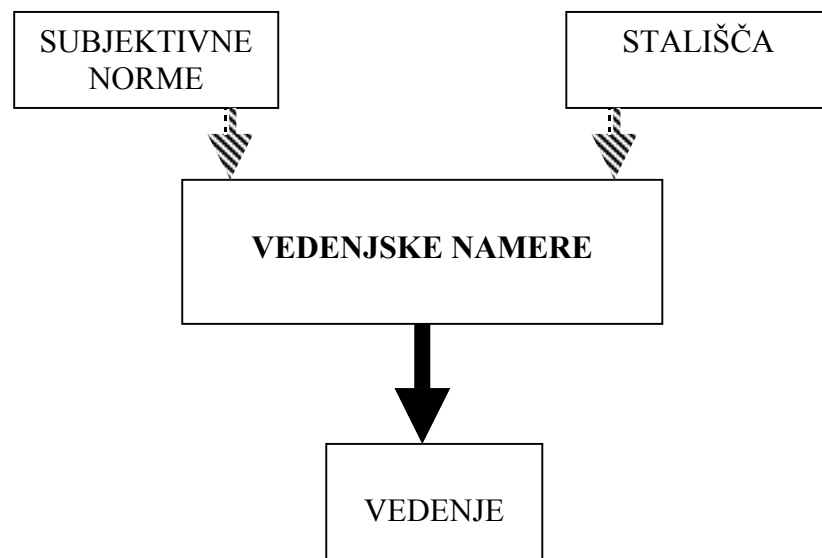 SUBJEKTIVNE
NORME
STALIŠČA
VEDENJSKE NAMERE
VEDENJE